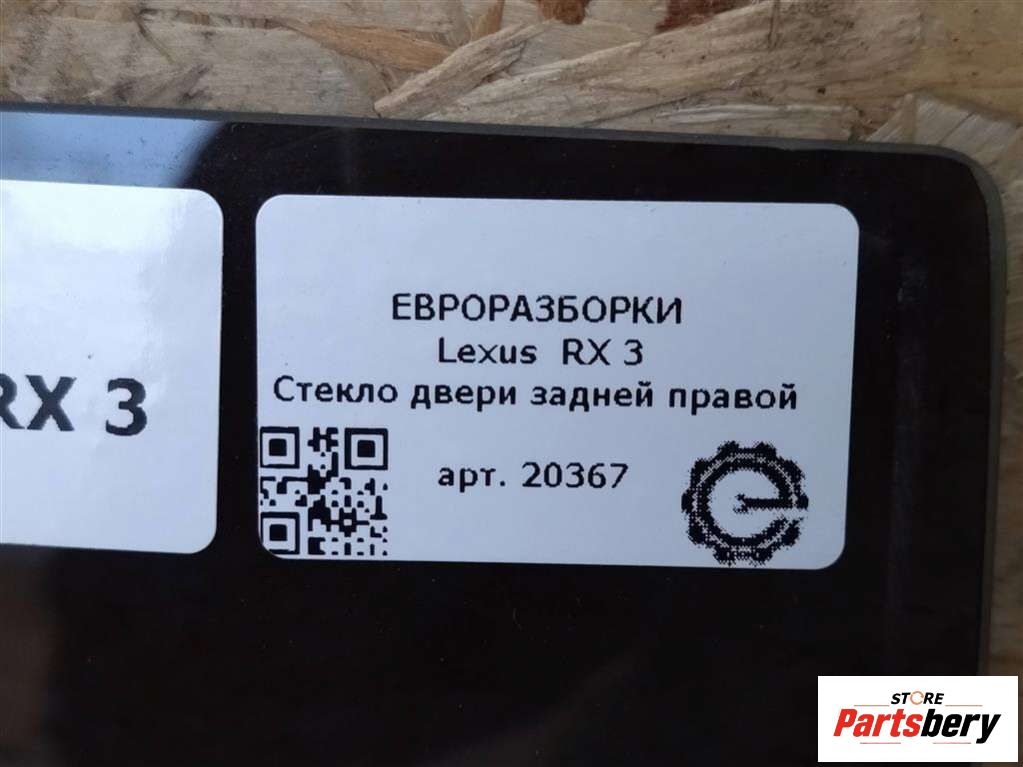 ЕВРОРАЗБОРКИ
Lexus RX 3
Стекло двери задней правой
арт. 20367
RX 3
STORE
Partsbery